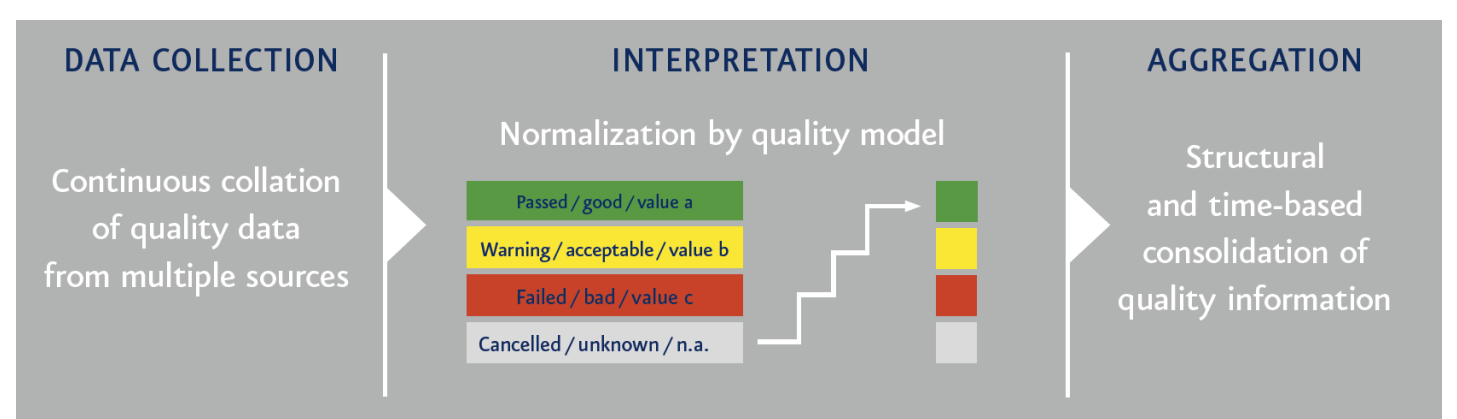 DATA COLLECTION
Continuous collation
of quality data
from multiple sources
INTERPRETATION
Normalization by quality model
Passed / good / value a
Warning / acceptable / value b
Failed / bad / value c
Cancelled / unknown / n.a.
AGGREGATION
Structural
and time-based
consolidation of
quality information